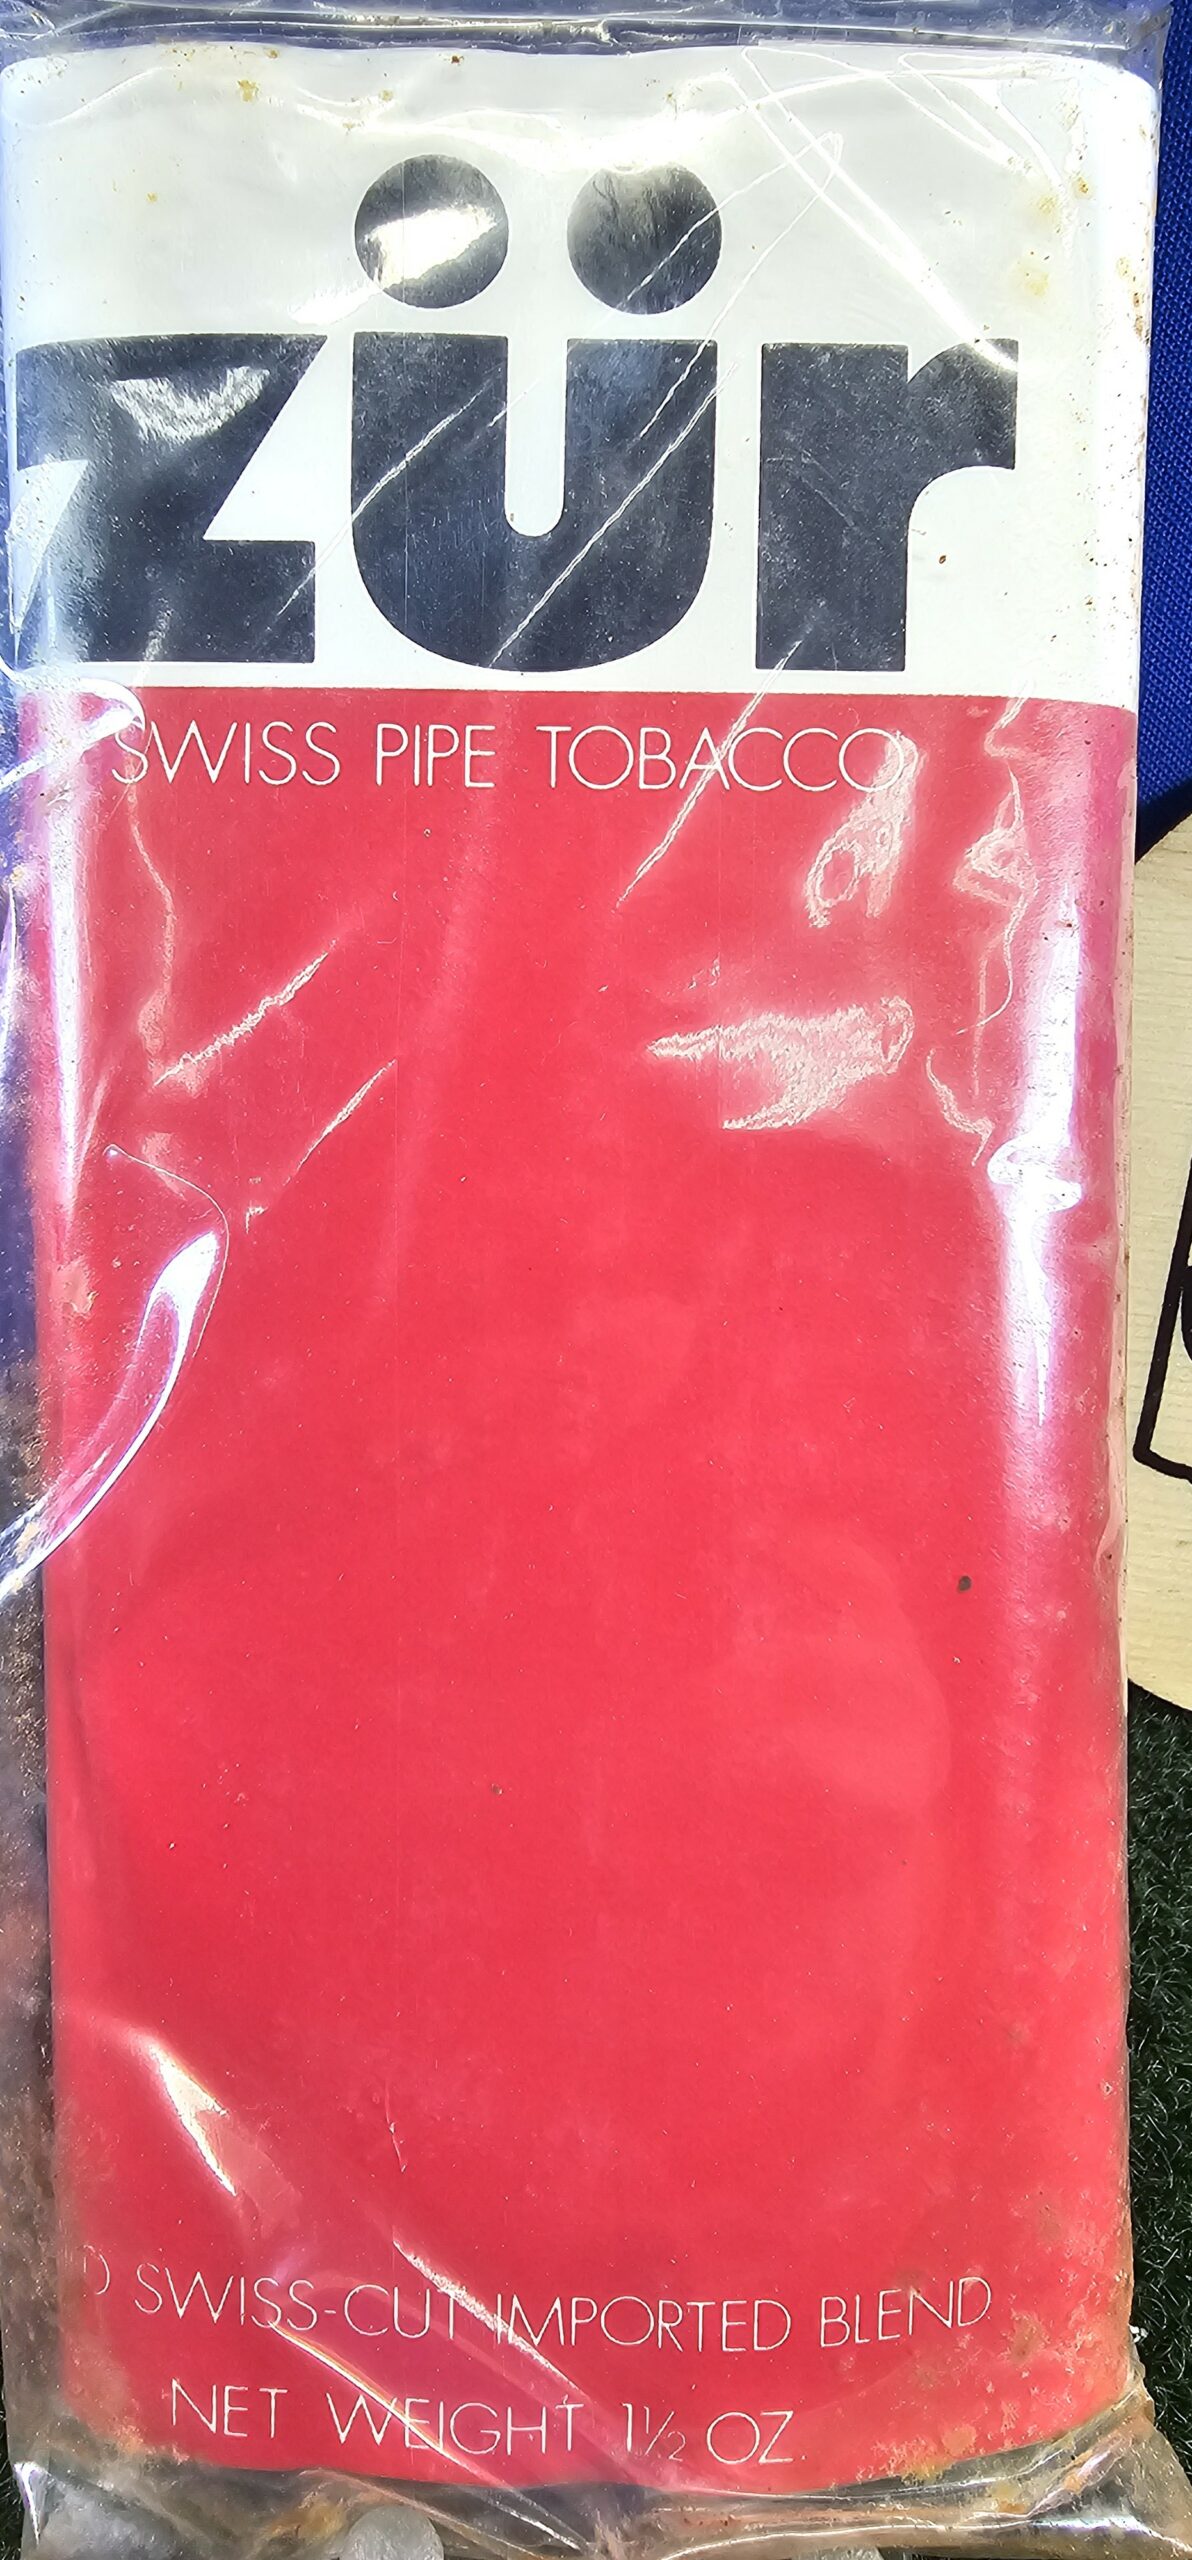 zür
SWISS PIPE TOBACCO
SWISS-CUT IMPORTED BLEND
NET WEIGHT 1½ OZ.